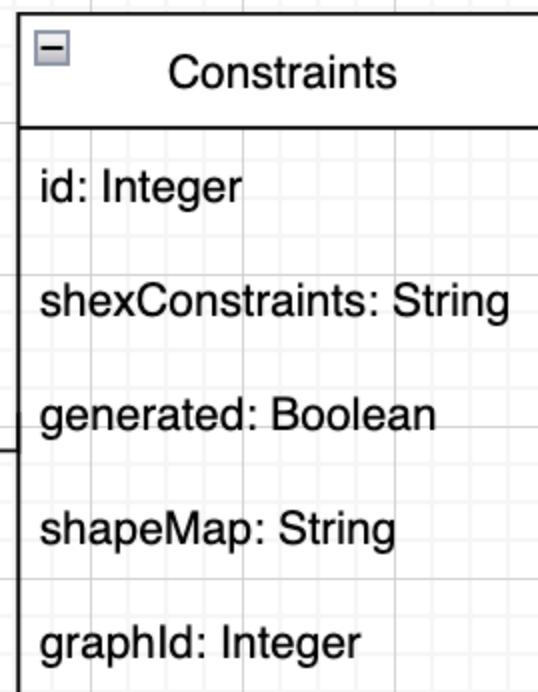 Constraints
id: Integer
shexConstraints: String
generated: Boolean
shapeMap: String
graphId: Integer